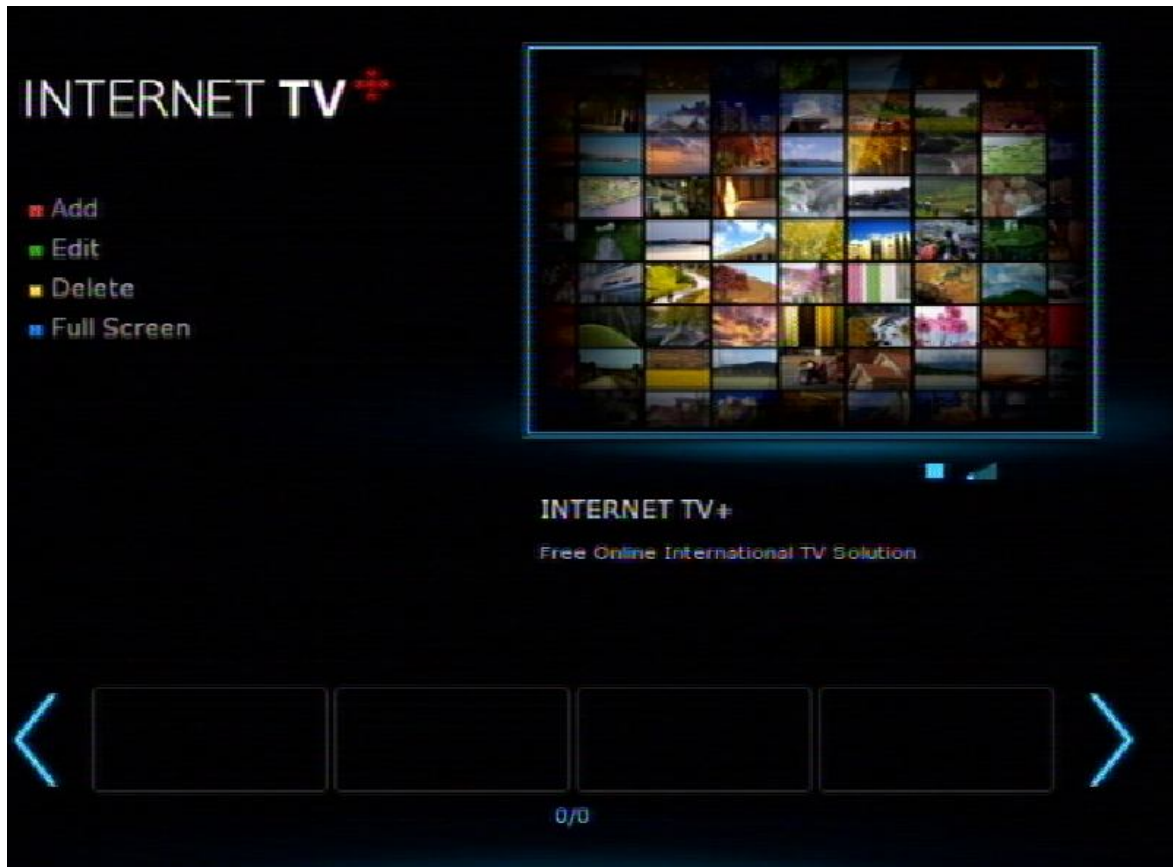 INTERNET TV+
Add
Edit
Delete
Full Screen
INTERNET TV+
Free Online International TV Solution
0/0